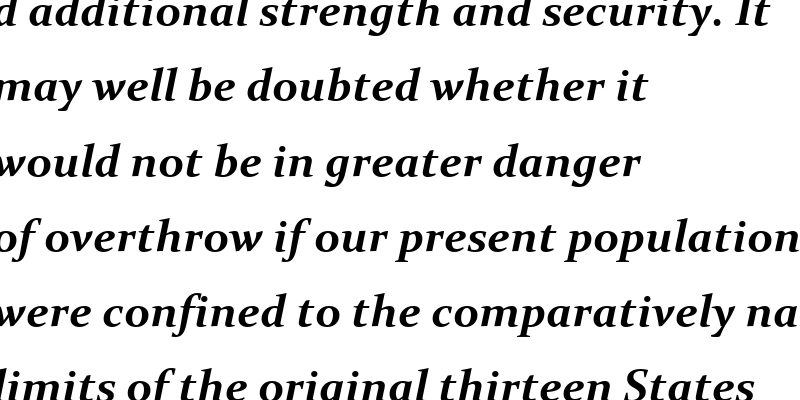 d additional strength and security. It
may well be doubted whether it
would not be in greater danger
of overthrow if our present population
were confined to the comparatively na
limits of the original thirteen States